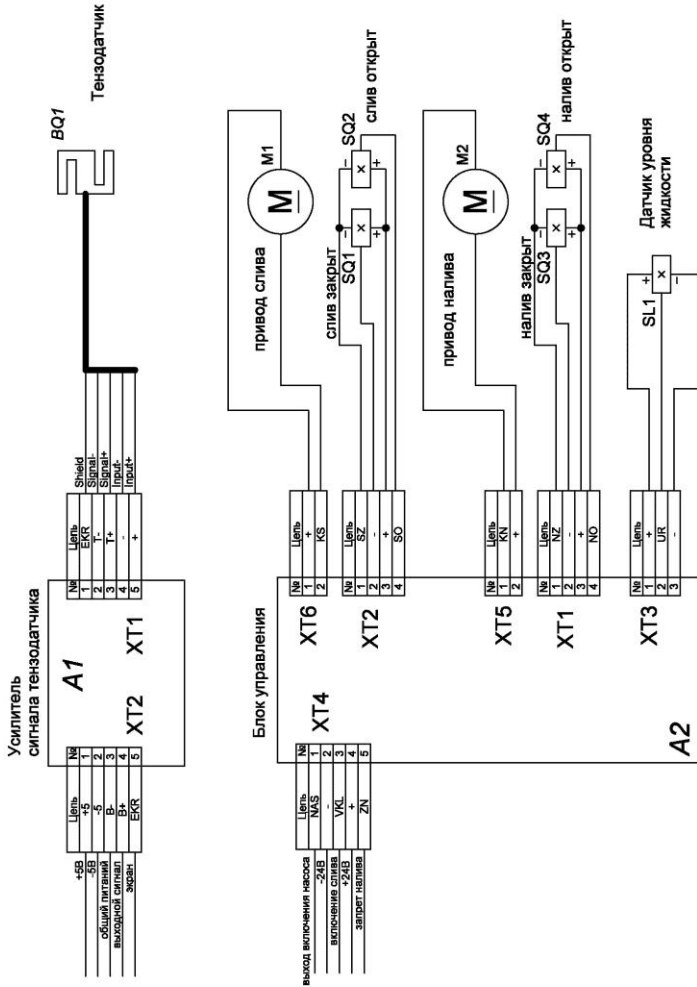 Усилитель
сигнала тензодатчика
A1
XT2
XT1
Цепь №
+5В +5 1
-5В -5 2
общий питаний В- 3
выходной сигнал В+ 4
экран EKR 5
№ Цепь
1 EKR Shield
2 T- Signal-
3 T+ Signal+
4 - Input-
5 + Input+
BQ1
Тензодатчик
Блок управления
A2
XT4
Цепь №
выход включения насоса NAS 1
-24В - 2
включение слива VKL 3
+24В + 4
запрет налива ZN 5
XT6
№ Цепь
1 +
2 KS
привод слива
M
M1
XT2
№ Цепь
1 SZ
2 -
3 +
4 SO
слив закрыт
SQ1
- +
SQ2
- +
слив открыт
XT5
№ Цепь
1 KN
2 +
привод налива
M
M2
XT1
№ Цепь
1 NZ
2 -
3 +
4 NO
налив закрыт
SQ3
- +
SQ4
- +
налив открыт
XT3
№ Цепь
1 +
2 UR
3 -
SL1
+ -
Датчик уровня
жидкости